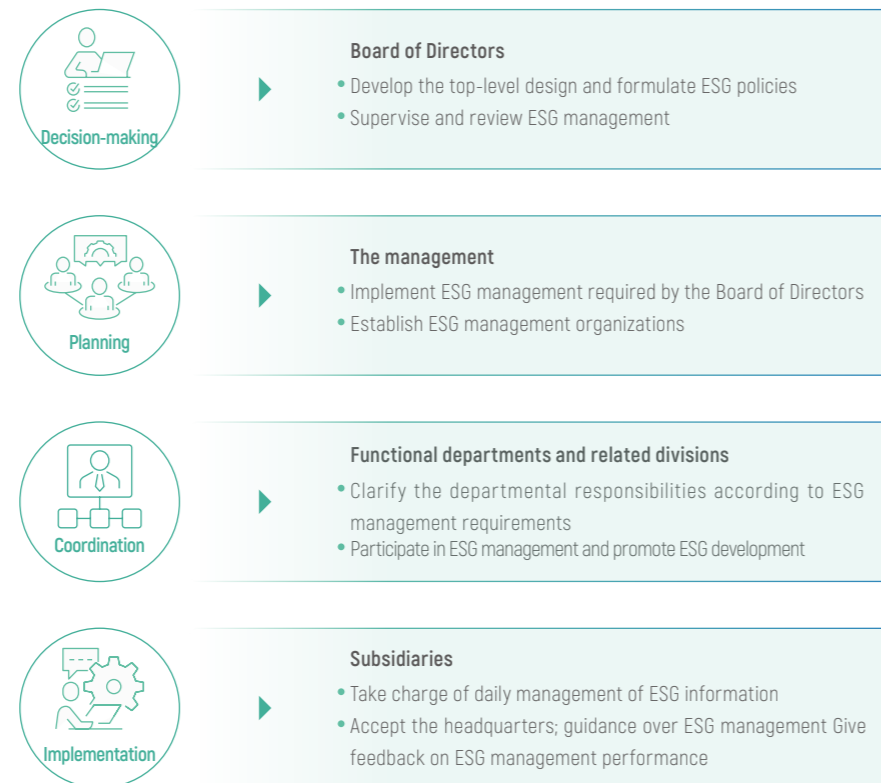 Decision-making
Board of Directors
• Develop the top-level design and formulate ESG policies
• Supervise and review ESG management
Planning
The management
• Implement ESG management required by the Board of Directors
• Establish ESG management organizations
Coordination
Functional departments and related divisions
• Clarify the departmental responsibilities according to ESG
management requirements
• Participate in ESG management and promote ESG development
Implementation
Subsidiaries
• Take charge of daily management of ESG information
• Accept the headquarters; guidance over ESG management Give
feedback on ESG management performance